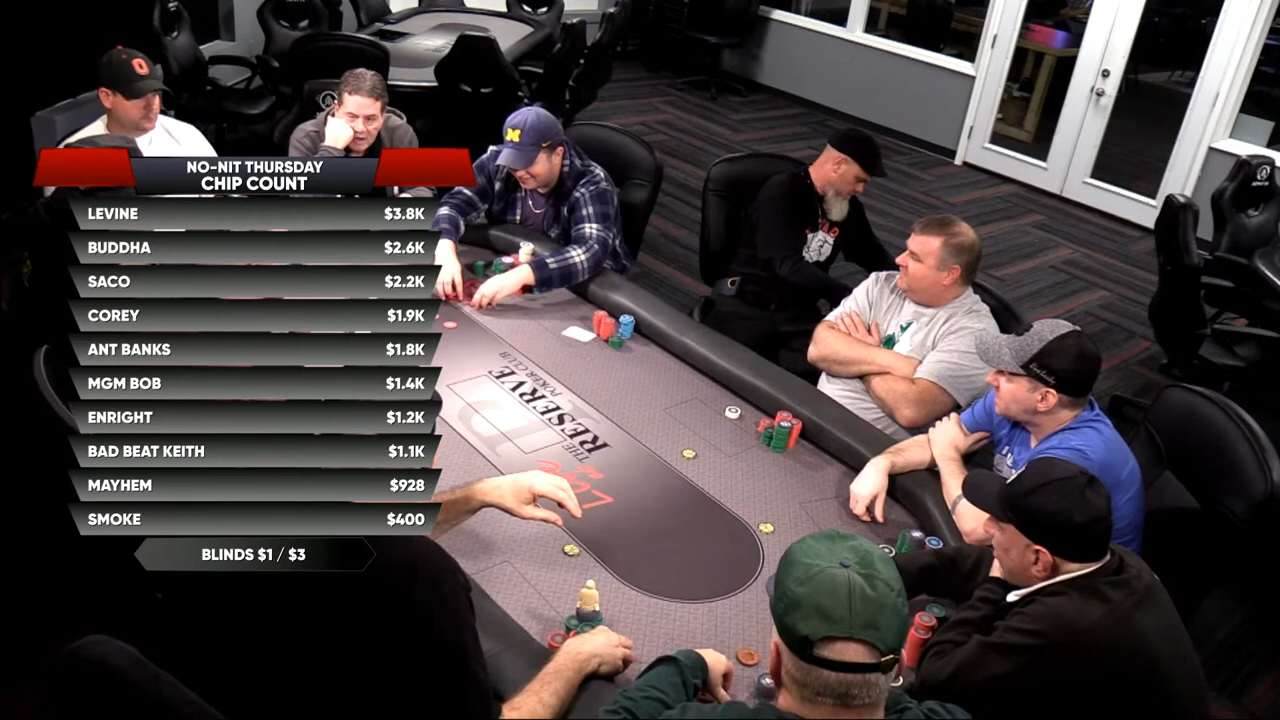 NO-NIT THURSDAY
CHIP COUNT
LEVINE $3.8K
BUDDHA $2.6K
SACO $2.2K
COREY $1.9K
ANT BANKS $1.8K
MGM BOB $1.4K
ENRIGHT $1.2K
BAD BEAT KEITH $1.1K
MAYHEM $928
SMOKE $400
BLINDS $1 / $3
O
M
THE
RESERVE
POKER CLUB
Live at